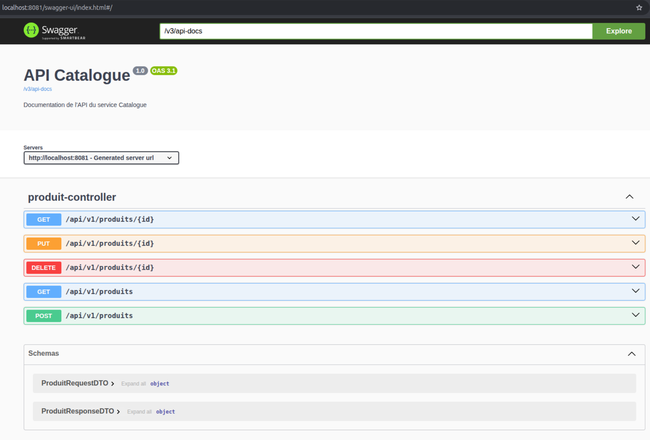 localhost:8081/swagger-ui/index.html#/
Swagger.
Supported by SMARTBEAR
/v3/api-docs
Explore
API Catalogue 1.0 OAS 3.1
/v3/api-docs
Documentation de l'API du service Catalogue
Servers
http://localhost:8081 - Generated server url
produit-controller
GET /api/v1/produits/{id}
PUT /api/v1/produits/{id}
DELETE /api/v1/produits/{id}
GET /api/v1/produits
POST /api/v1/produits
Schemas
ProduitRequestDTO Expand all object
ProduitResponseDTO Expand all object